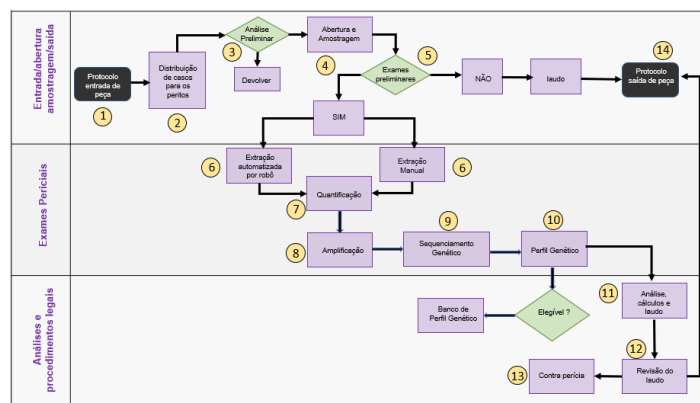 Entrada/abertura
amostragem/saida
Protocolo
entrada de
peça
1
Distribuição de
casos para
os peritos
2
Análise
Preliminar
3
Devolver
Abertura e
Amostragem
4
Exames
preliminares
5
SIM
NÃO
laudo
14
Protocolo
saída de peça
Exames Periciais
6
Extração
automatizada
por robô
Extração
Manual
6
Quantificação
7
8
Amplificação
9
Sequenciamento
Genético
10
Perfil Genético
Análises e
procedimentos legais
Banco de
Perfil Genético
Elegível ?
11
Análise,
cálculos e
laudo
12
Revisão do
laudo
13
Contra perícia